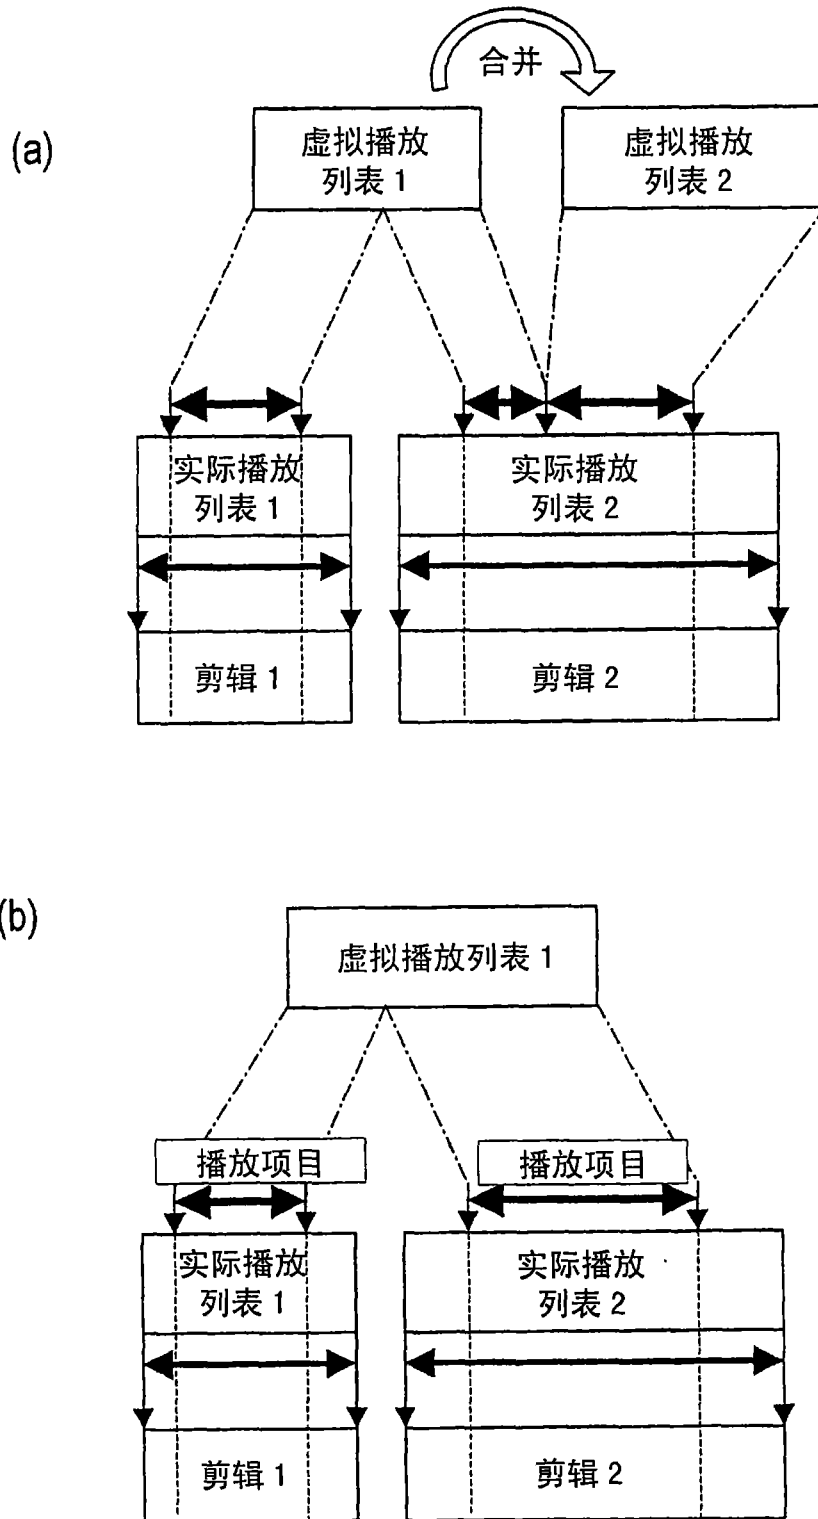 合并
(a)
虚拟播放
列表 1
虚拟播放
列表 2
实际播放
列表 1
实际播放
列表 2
剪辑 1
剪辑 2
(b)
虚拟播放列表 1
播放项目
播放项目
实际播放
列表 1
实际播放
列表 2
剪辑 1
剪辑 2